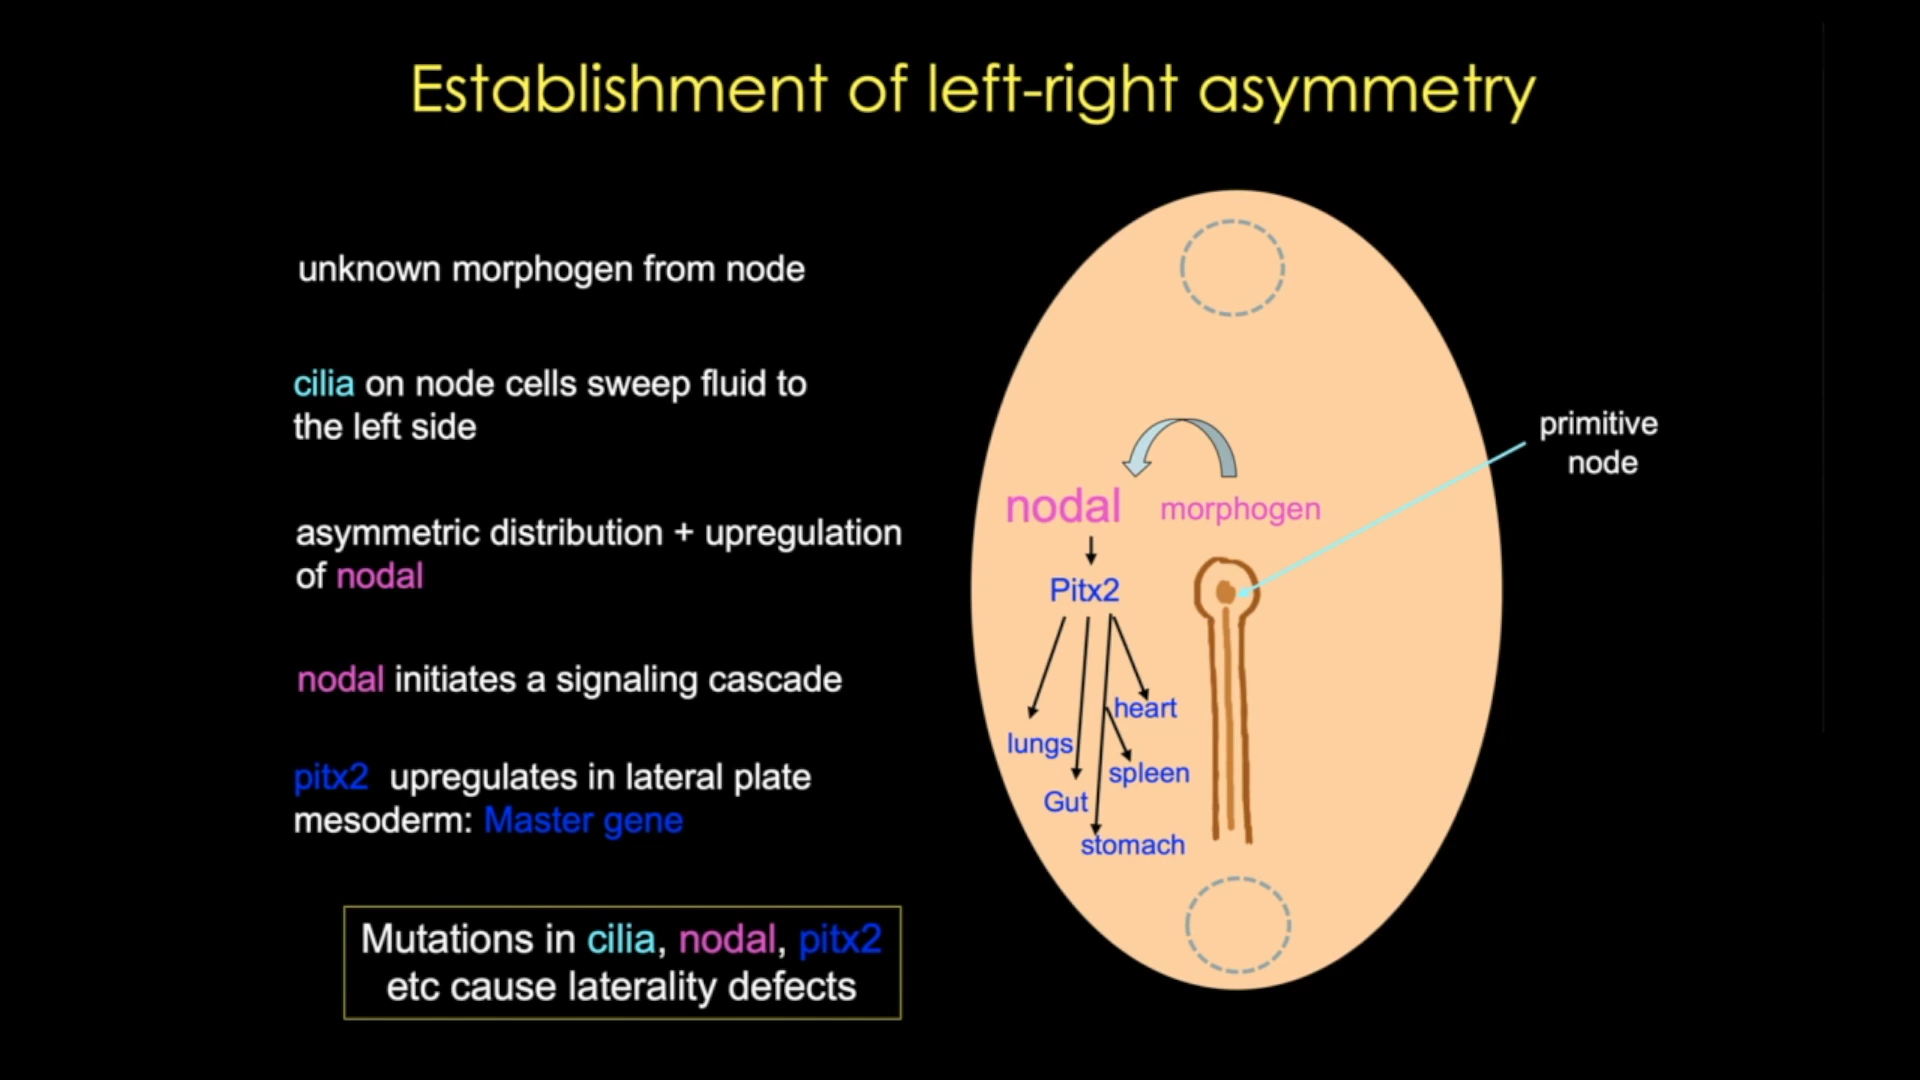 Establishment of left-right asymmetry
unknown morphogen from node
cilia on node cells sweep fluid to
the left side
asymmetric distribution + upregulation
of nodal
nodal initiates a signaling cascade
pitx2 upregulates in lateral plate
mesoderm: Master gene
Mutations in cilia, nodal, pitx2
etc cause laterality defects
primitive
node
nodal morphogen
Pitx2
heart
lungs
spleen
Gut
stomach